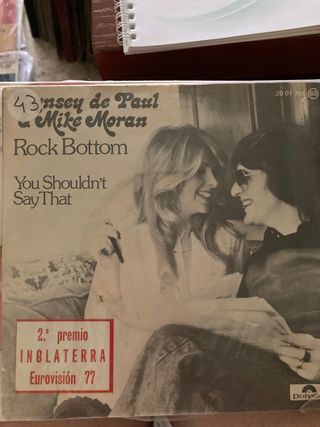 43
nsey de Paul
& Mike Moran
Rock Bottom
You Shouldn't
Say That
2.º premio
INGLATERRA
Eurovisión 77